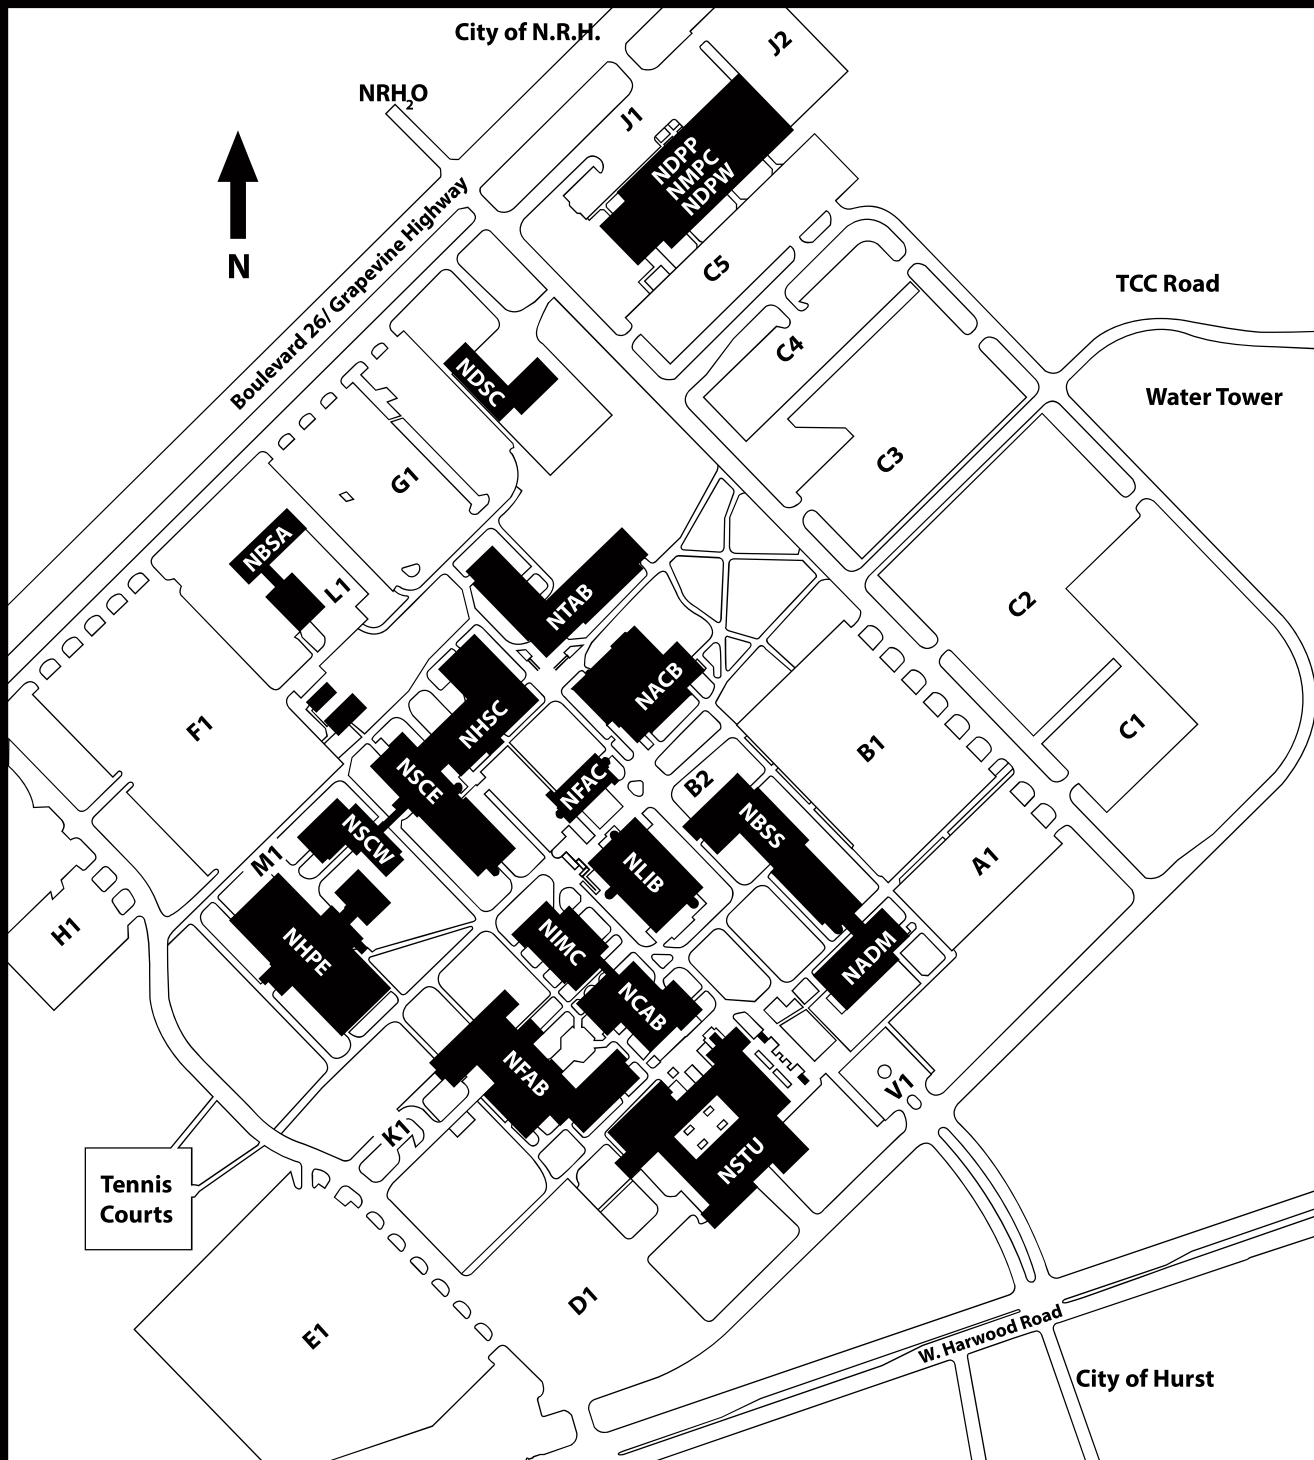 City of N.R.H.
J2
NRH2O
J1
NDPP
NMPC
NDPW
N
Boulevard 26/ Grapevine Highway
C5
TCC Road
C4
NDSC
Water Tower
C3
G1
NBSA
L1
NTAB
C2
NACB
NHSC
F1
C1
B1
NSCE
NFAC
B2
NBSS
NSCW
M1
A1
NLIB
H1
NHPE
NIMC
NADM
NCAB
NFAB
V1
K1
NSTU
Tennis
Courts
D1
E1
W. Harwood Road
City of Hurst